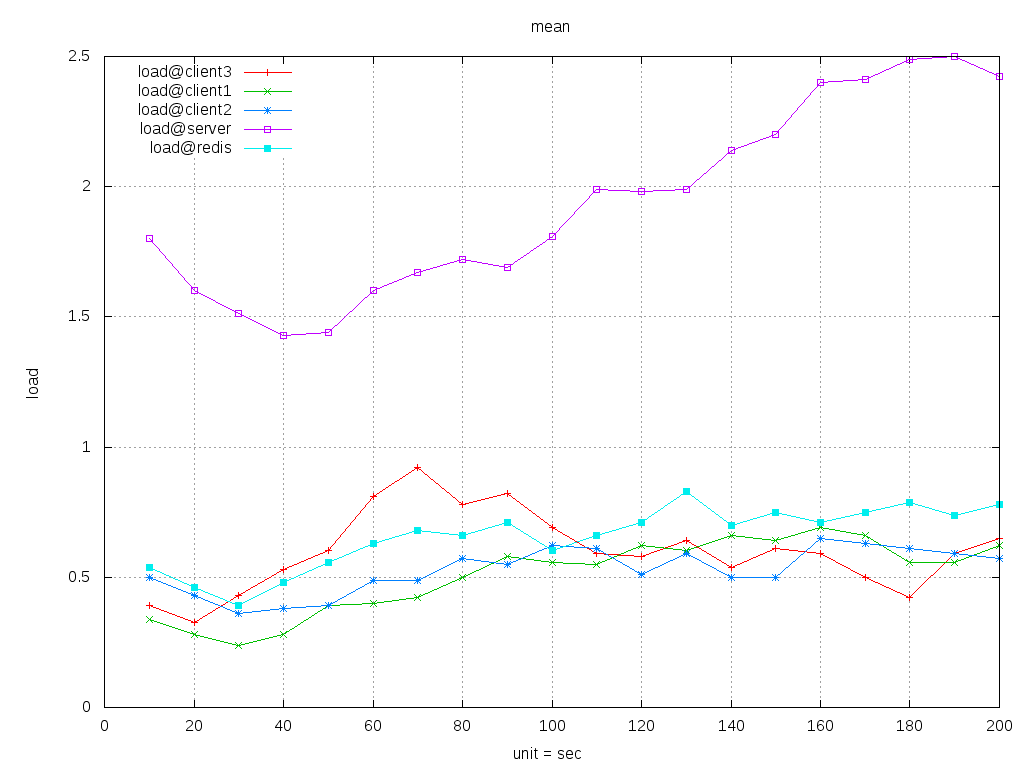 mean
2.5
load@client3
load@client1
load@client2
load@server
load@redis
2
1.5
load
1
0.5
0
0 20 40 60 80 100 120 140 160 180 200
unit = sec